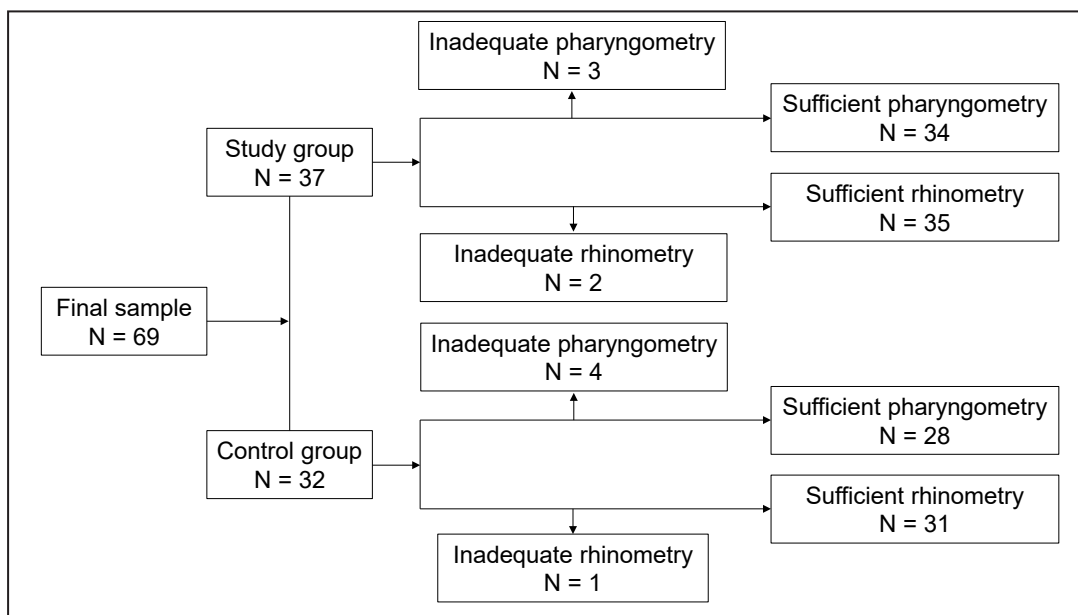 Inadequate pharyngometry
N = 3
Sufficient pharyngometry
N = 34
Study group
N = 37
Sufficient rhinometry
N = 35
Inadequate rhinometry
N = 2
Final sample
N = 69
Inadequate pharyngometry
N = 4
Sufficient pharyngometry
N = 28
Control group
N = 32
Sufficient rhinometry
N = 31
Inadequate rhinometry
N = 1